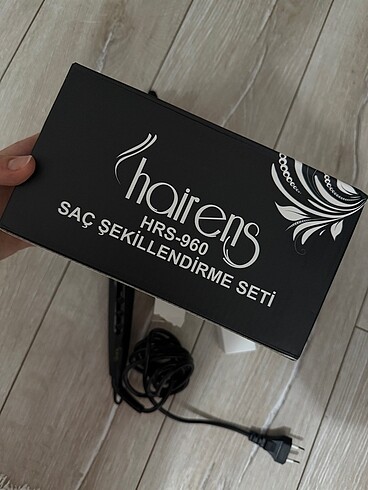 hairens
HRS-960
SAÇ ŞEKİLLENDİRME SETİ